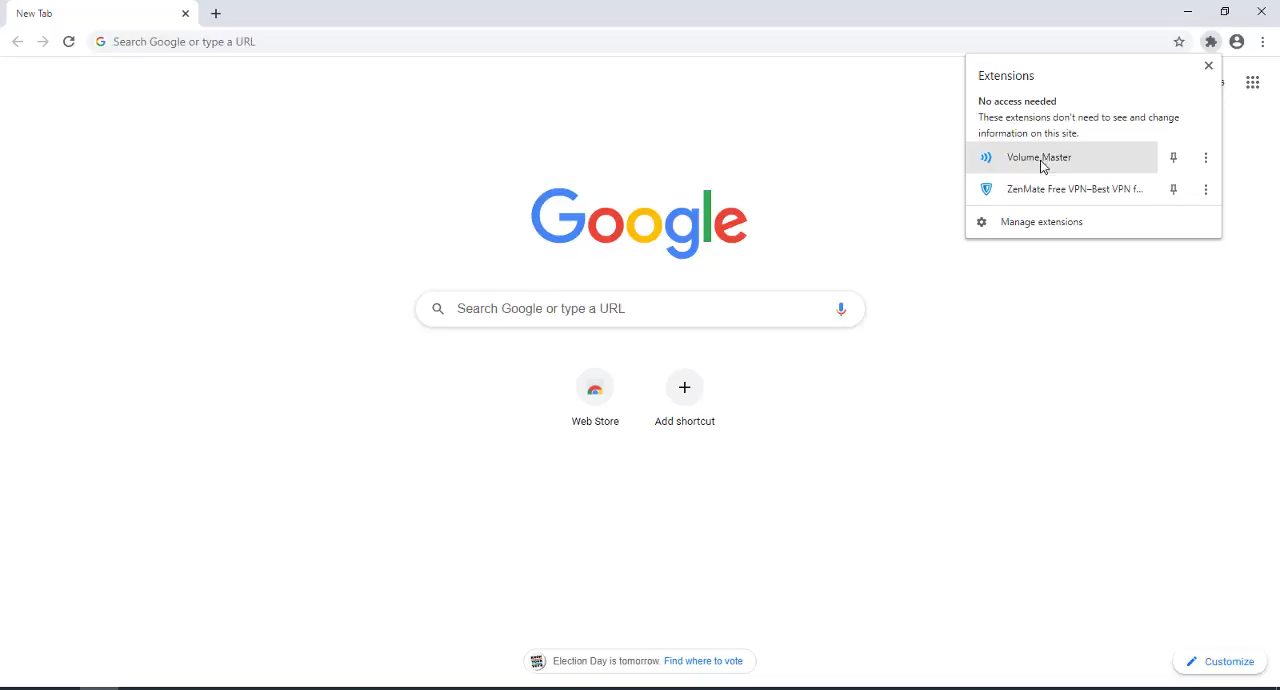 New Tab
Search Google or type a URL
Extensions
No access needed
These extensions don't need to see and change
information on this site.
Volume Master
ZenMate Free VPN–Best VPN f...
Manage extensions
Google
Search Google or type a URL
Web Store
Add shortcut
Election Day is tomorrow. Find where to vote
Customize